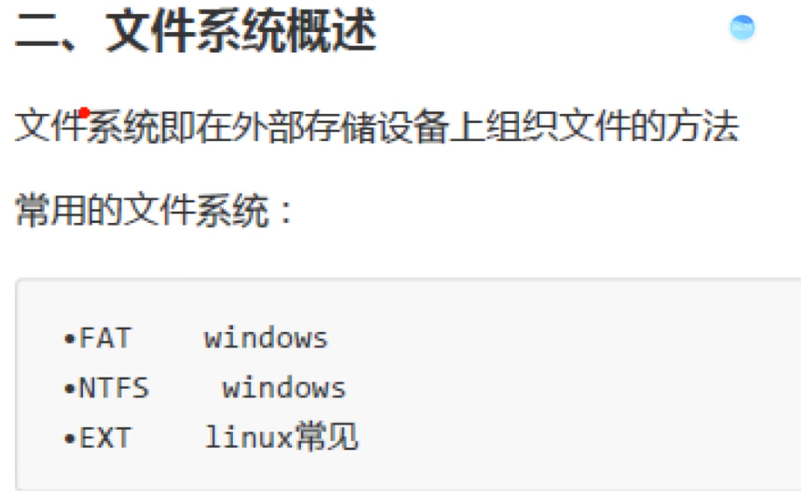 二、文件系统概述
文件系统即在外部存储设备上组织文件的方法
常用的文件系统：
•FAT    windows
•NTFS    windows
•EXT    linux常见